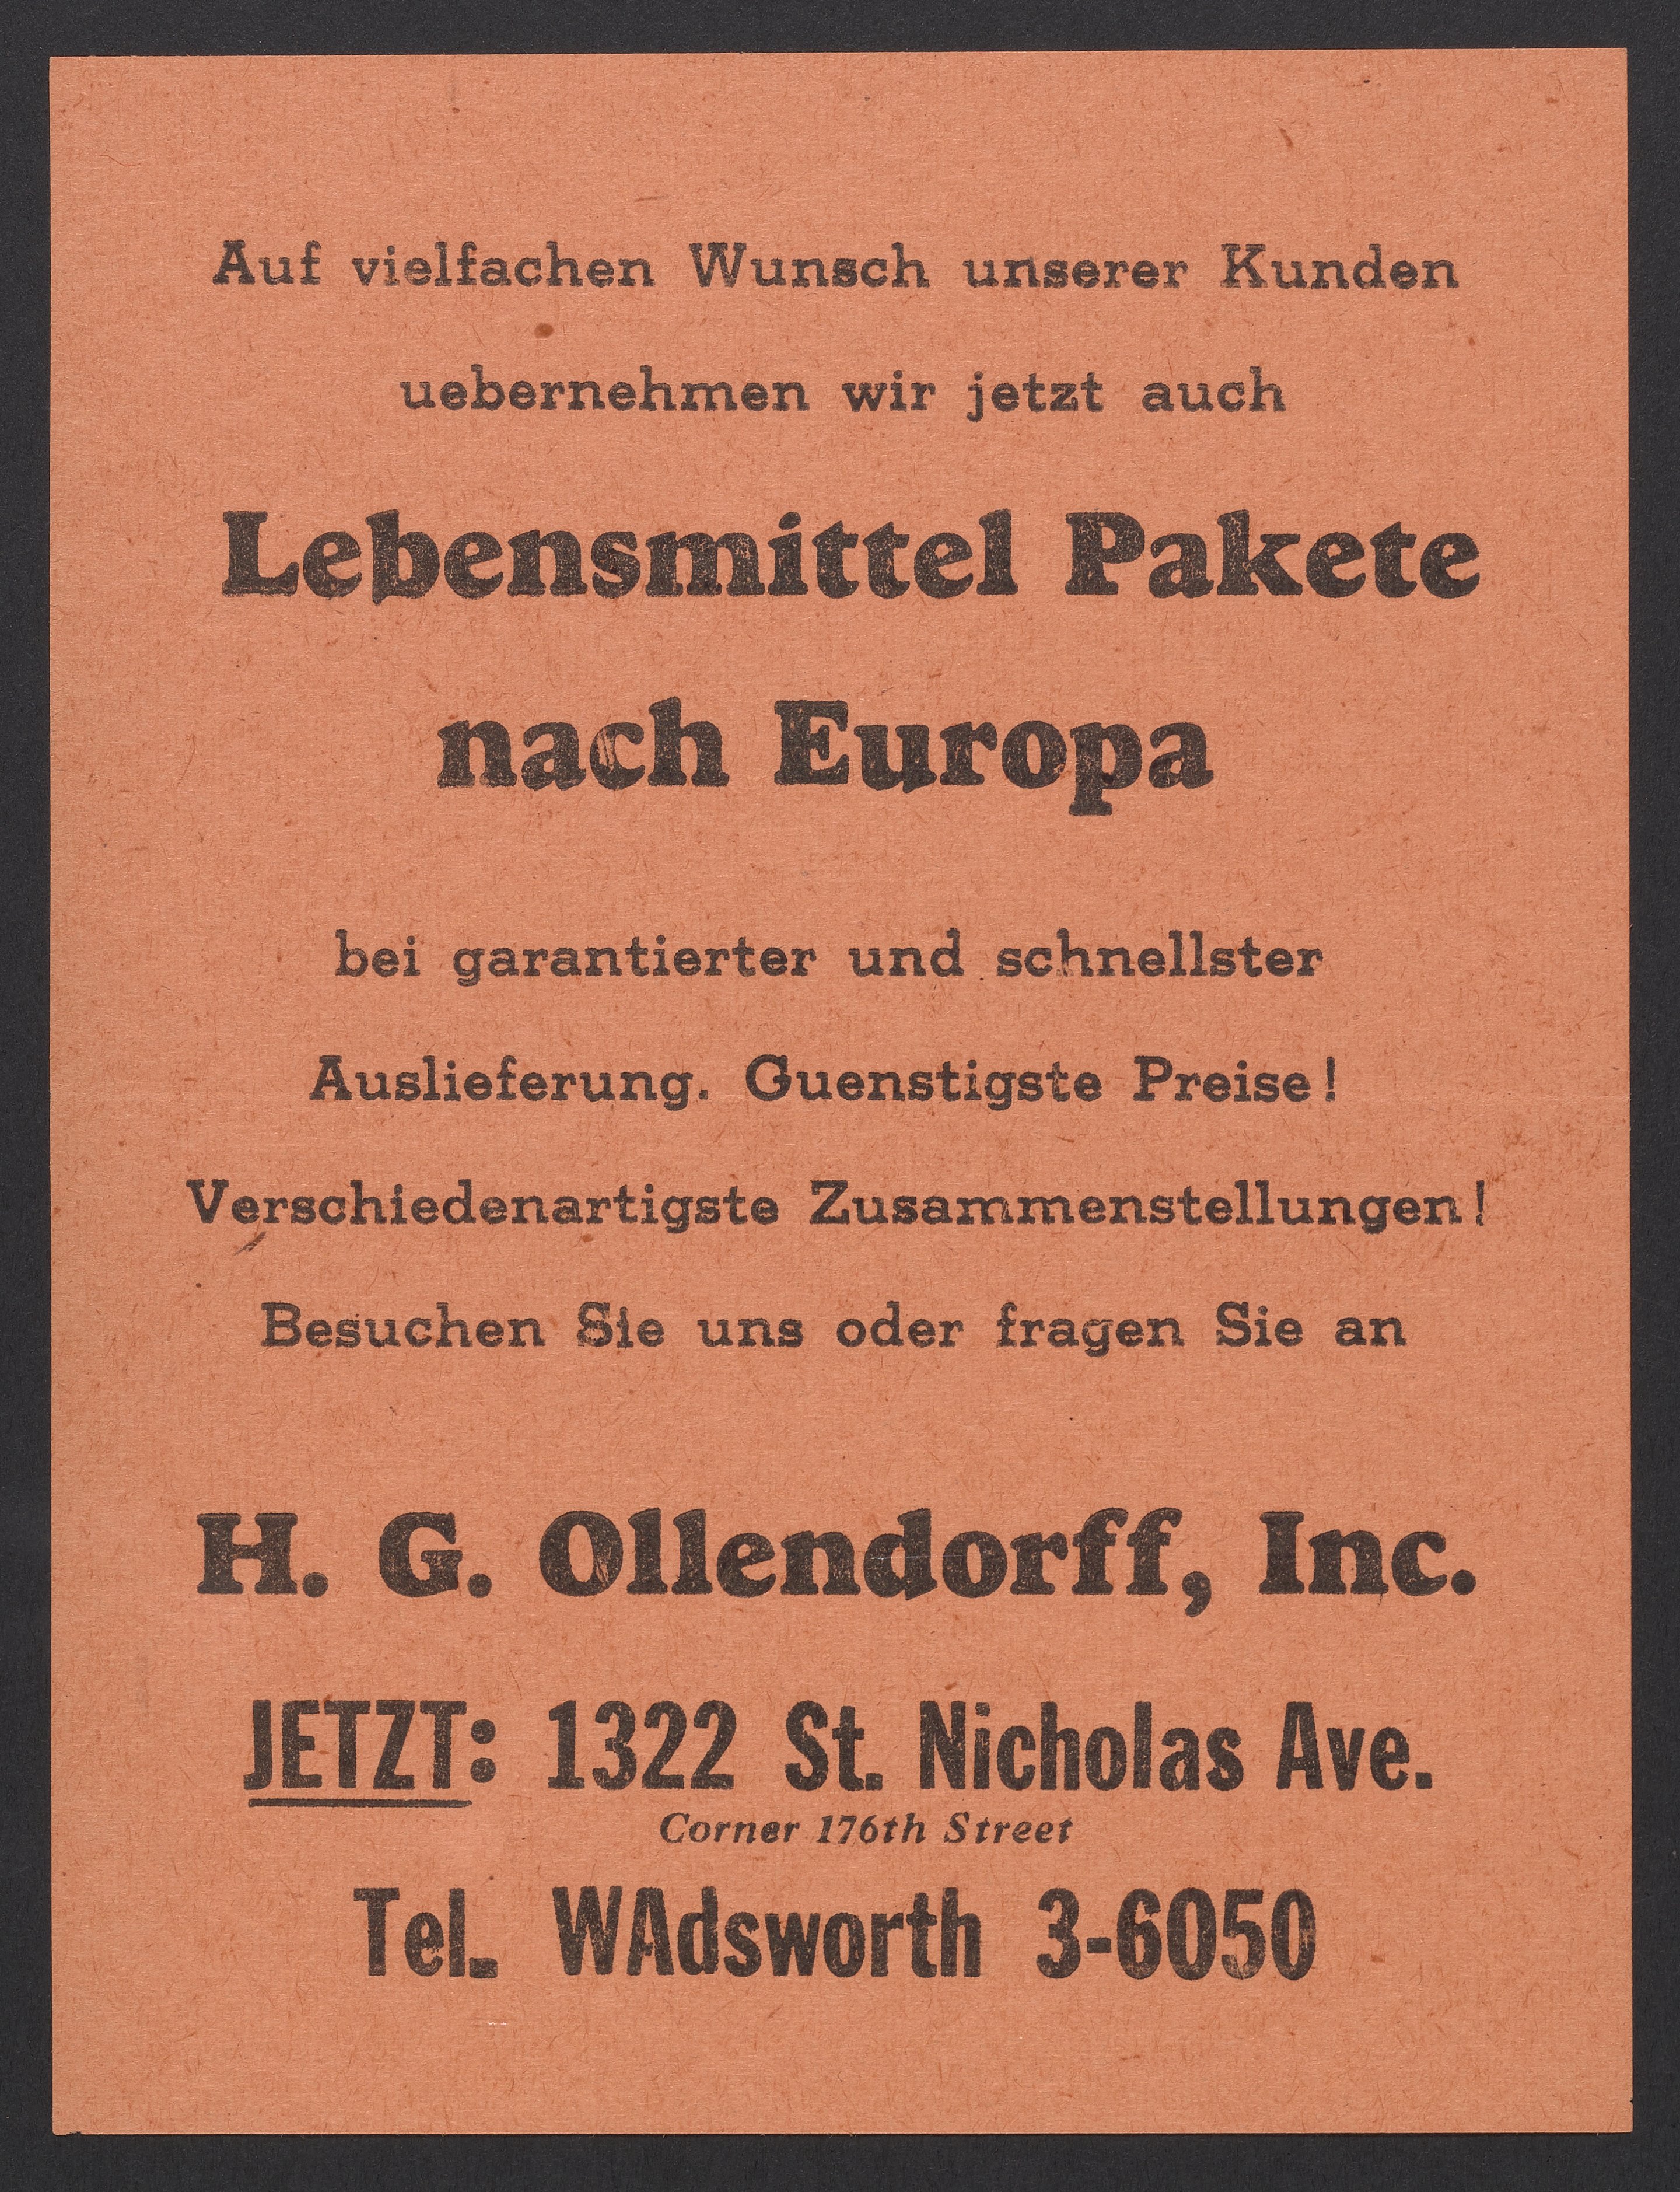 Auf vielfachen Wunsch unserer Kunden
uebernehmen wir jetzt auch
Lebensmittel Pakete
nach Europa
bei garantierter und schnellster
Auslieferung. Guenstigste Preise!
Verschiedenartigste Zusammenstellungen!
Besuchen Sie uns oder fragen Sie an
H. G. Ollendorff, Inc.
JETZT: 1322 St. Nicholas Ave.
Corner 176th Street
Tel. WAdsworth 3-6050